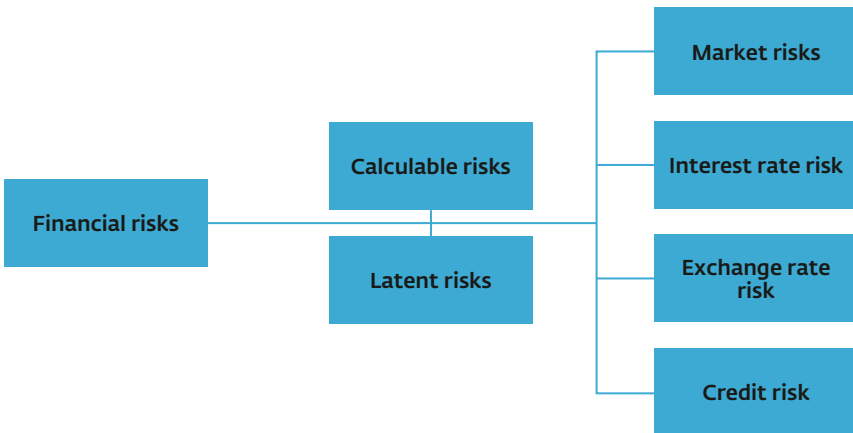 Financial risks
Calculable risks
Latent risks
Market risks
Interest rate risk
Exchange rate
risk
Credit risk